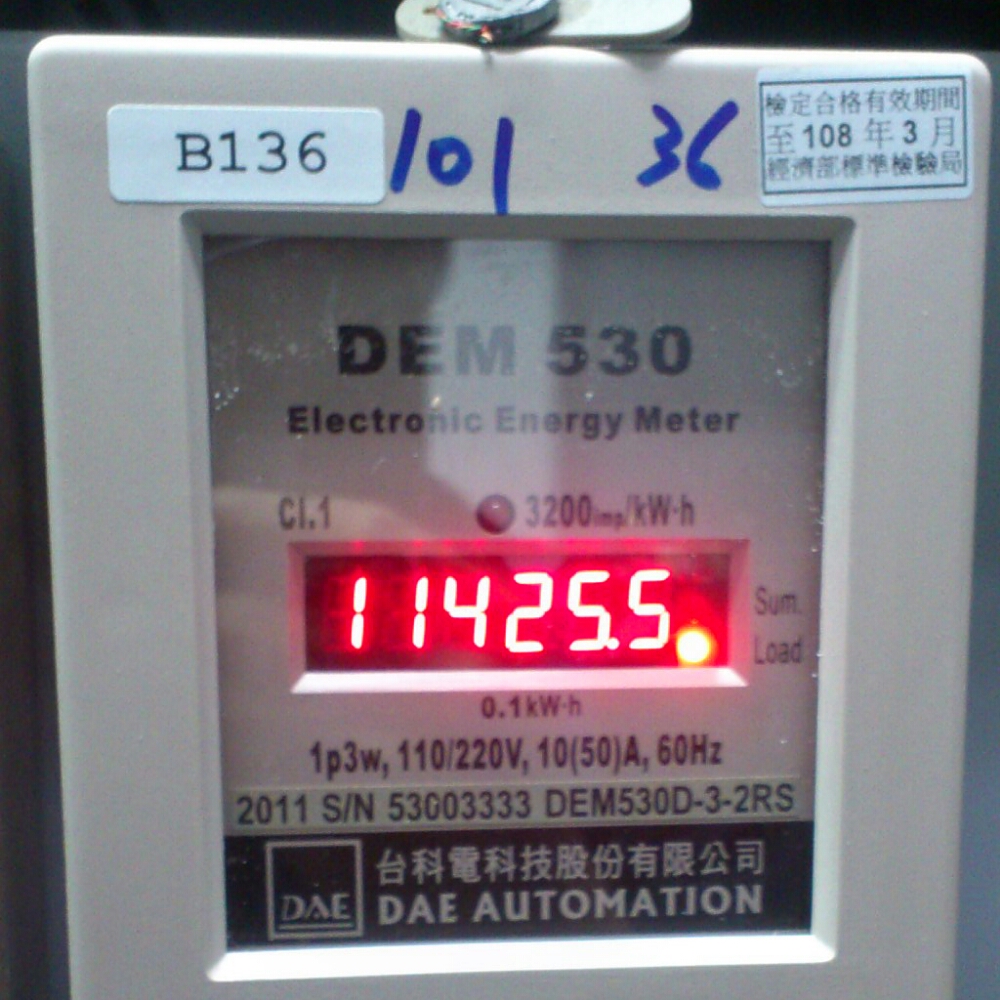 B136
101
36
檢定合格有效期間
至108年3月
經濟部標準檢驗局
DEM 530
Electronic Energy Meter
Cl.1
3200imp/kW·h
11425.5
Sum.
Load
0.1kW·h
1p3w, 110/220V, 10(50)A, 60Hz
2011 S/N 53003333 DEM530D-3-2RS
DAE
台科電科技股份有限公司
DAE AUTOMATION